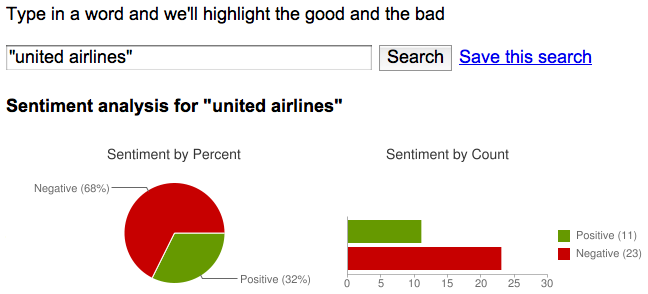 Type in a word and we'll highlight the good and the bad
"united airlines" Search Save this search
Sentiment analysis for "united airlines"
Sentiment by Percent
Negative (68%)
Positive (32%)
Sentiment by Count
Positive (11)
Negative (23)
0 5 10 15 20 25 30